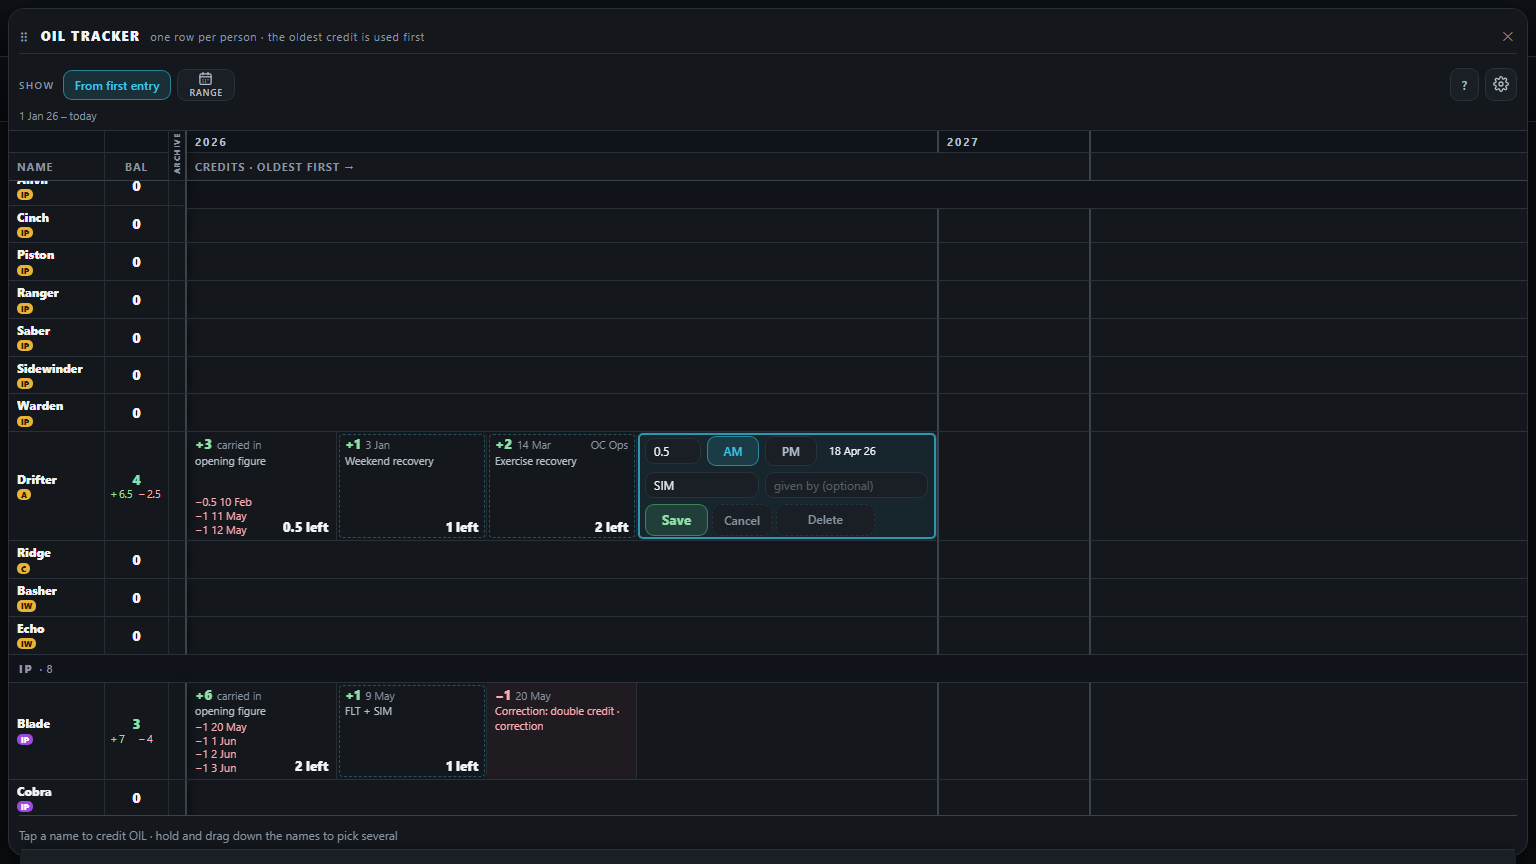 OIL TRACKER one row per person · the oldest credit is used first
SHOW From first entry RANGE ?
1 Jan 26 – today
ARCHIVE
2026 2027
NAME BAL CREDITS · OLDEST FIRST →
0
IP
Cinch 0
IP
Piston 0
IP
Ranger 0
IP
Saber 0
IP
Sidewinder 0
IP
Warden 0
IP
Drifter
A
4
+6.5 −2.5
+3 carried in
opening figure
−0.5 10 Feb
−1 11 May
−1 12 May
0.5 left
+1 3 Jan
Weekend recovery
1 left
+2 14 Mar OC Ops
Exercise recovery
2 left
0.5 AM PM 18 Apr 26
SIM given by (optional)
Save Cancel Delete
Ridge 0
C
Basher 0
IW
Echo 0
IW
IP · 8
Blade
IP
3
+7 −4
+6 carried in
opening figure
−1 20 May
−1 1 Jun
−1 2 Jun
−1 3 Jun
2 left
+1 9 May
FLT + SIM
1 left
−1 20 May
Correction: double credit ·
correction
Cobra 0
IP
Tap a name to credit OIL · hold and drag down the names to pick several